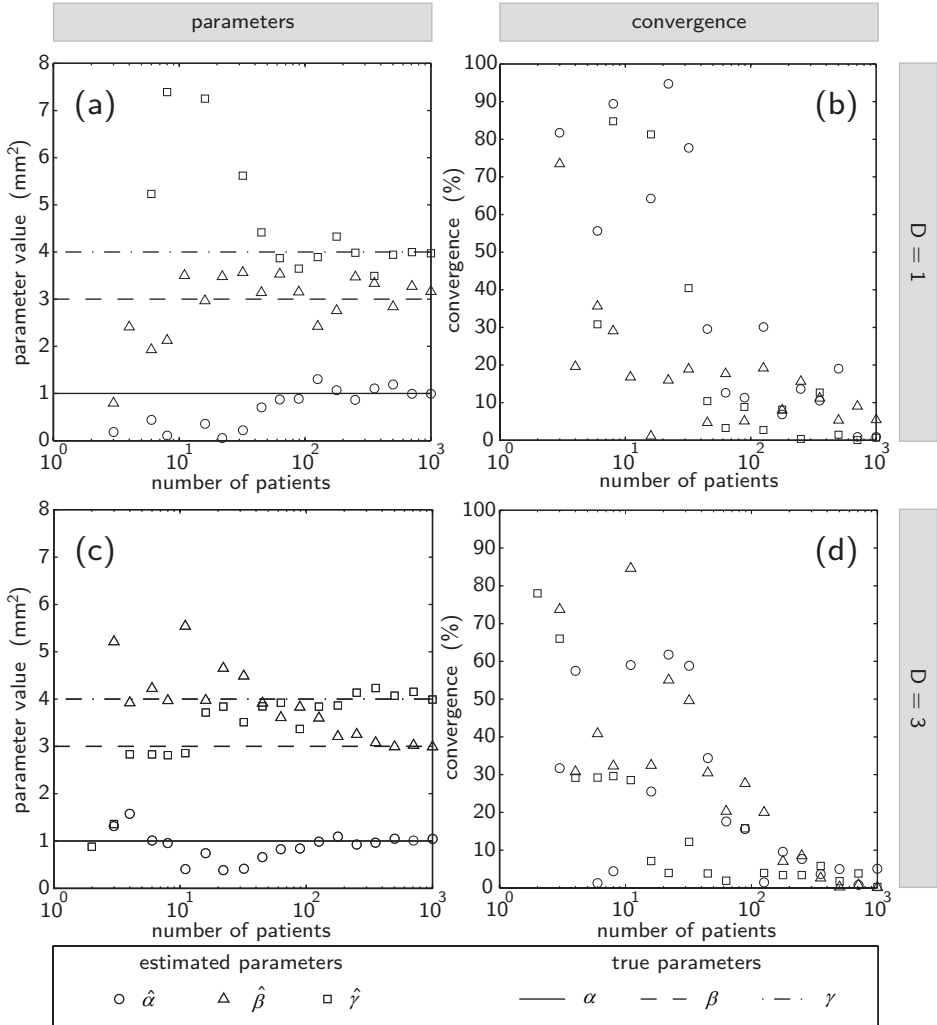 parameters
convergence
(a)
parameter value (mm²)
8
7
6
5
4
3
2
1
0
10⁰
10¹
10²
10³
number of patients
(b)
convergence (%)
100
90
80
70
60
50
40
30
20
10
0
10⁰
10¹
10²
10³
number of patients
D = 1
(c)
parameter value (mm²)
8
7
6
5
4
3
2
1
0
10⁰
10¹
10²
10³
number of patients
(d)
convergence (%)
100
90
80
70
60
50
40
30
20
10
0
10⁰
10¹
10²
10³
number of patients
D = 3
estimated parameters
α̂ β̂ γ̂
true parameters
α β γ